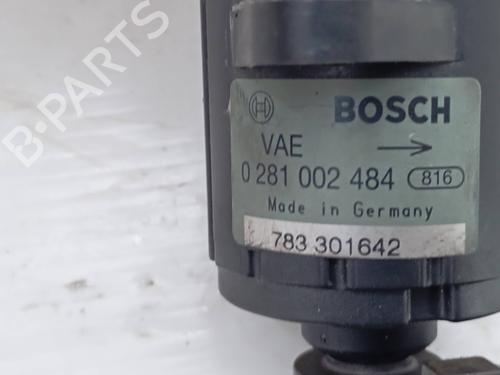 B-PARTS
BOSCH
VAE →
0 281 002 484 816
Made in Germany
783 301642